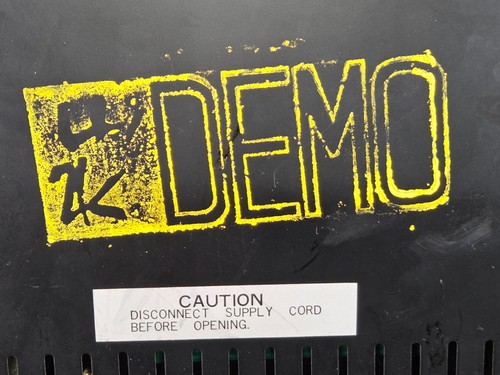 DEMO
CAUTION
DISCONNECT SUPPLY CORD
BEFORE OPENING.